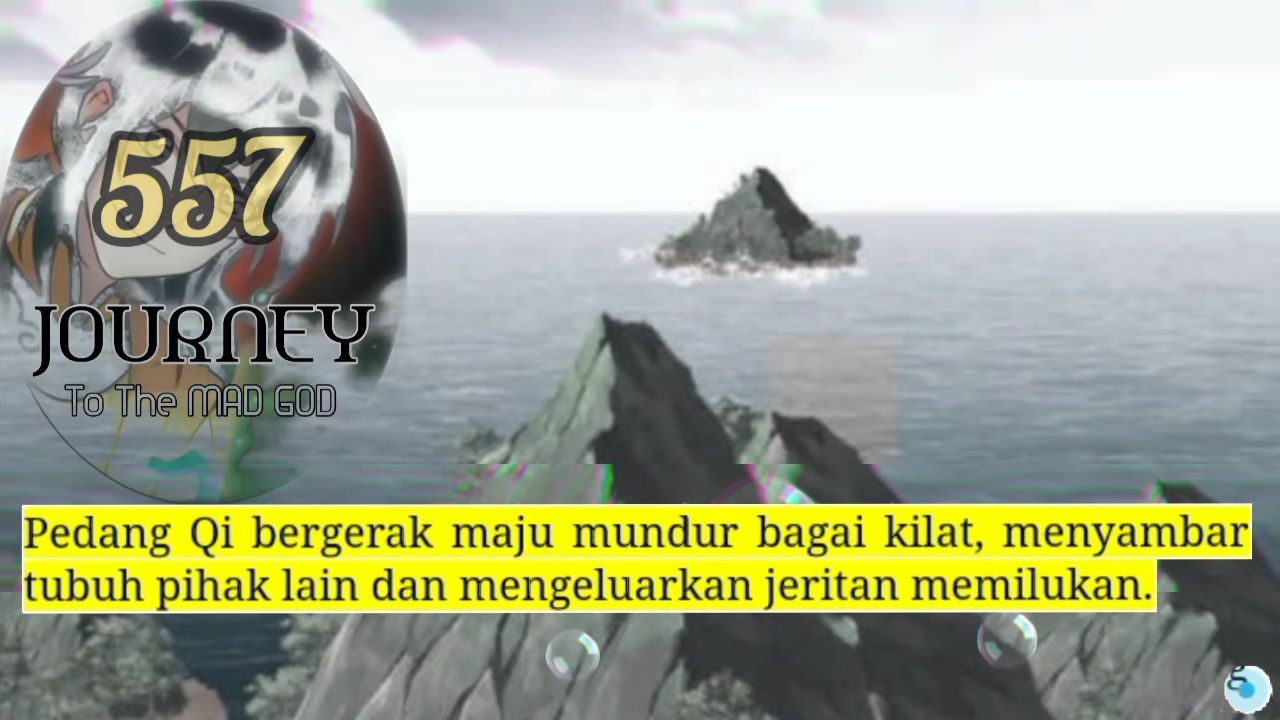 557
JOURNEY
To The MAD GOD
Pedang Qi bergerak maju mundur bagai kilat, menyambar
tubuh pihak lain dan mengeluarkan jeritan memilukan.
g